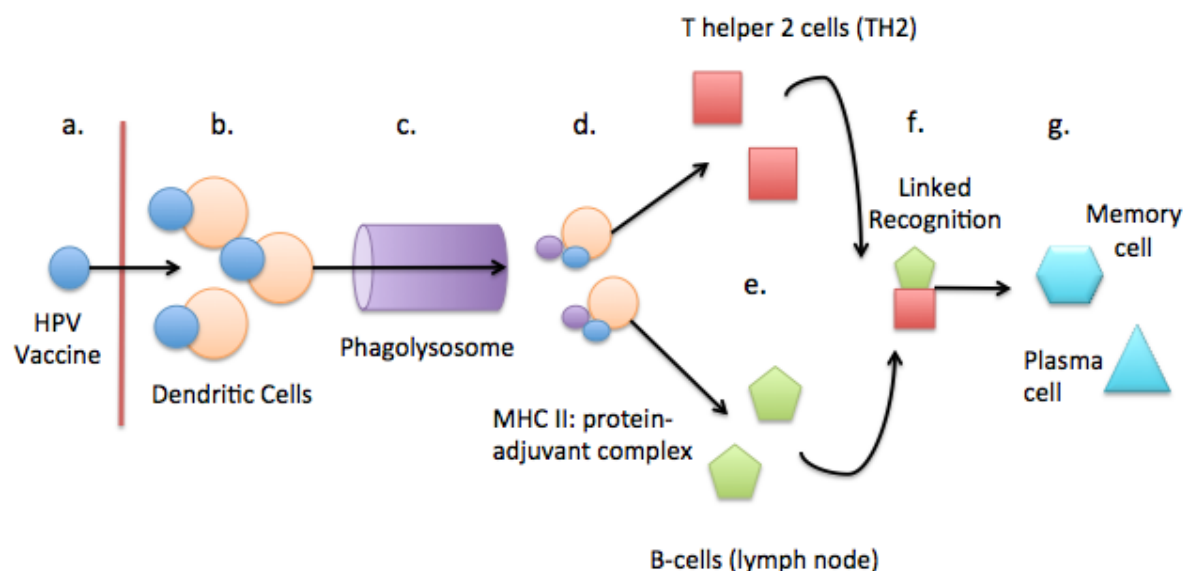 T helper 2 cells (TH2)
a.
b.
c.
d.
f.
g.
Linked
Recognition
Memory
cell
e.
HPV
Vaccine
Phagolysosome
Plasma
cell
Dendritic Cells
MHC II: protein-
adjuvant complex
B-cells (lymph node)